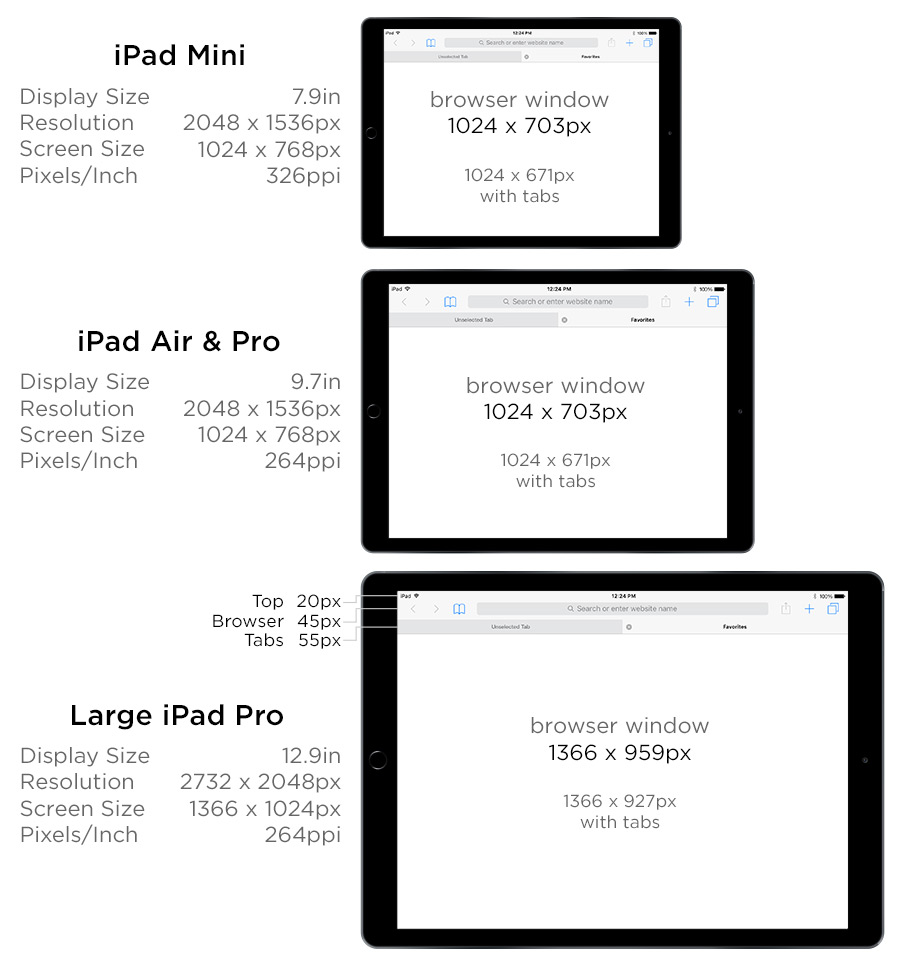 iPad Mini
Display Size 7.9in
Resolution 2048 x 1536px
Screen Size 1024 x 768px
Pixels/Inch 326ppi
iPad 12:24 PM 100%
Search or enter website name
Unselected Tab Favorites
browser window
1024 x 703px
1024 x 671px
with tabs
iPad Air & Pro
Display Size 9.7in
Resolution 2048 x 1536px
Screen Size 1024 x 768px
Pixels/Inch 264ppi
iPad 12:24 PM 100%
Search or enter website name
Unselected Tab Favorites
browser window
1024 x 703px
1024 x 671px
with tabs
Top 20px
Browser 45px
Tabs 55px
Large iPad Pro
Display Size 12.9in
Resolution 2732 x 2048px
Screen Size 1366 x 1024px
Pixels/Inch 264ppi
iPad 12:24 PM 100%
Search or enter website name
Unselected Tab Favorites
browser window
1366 x 959px
1366 x 927px
with tabs